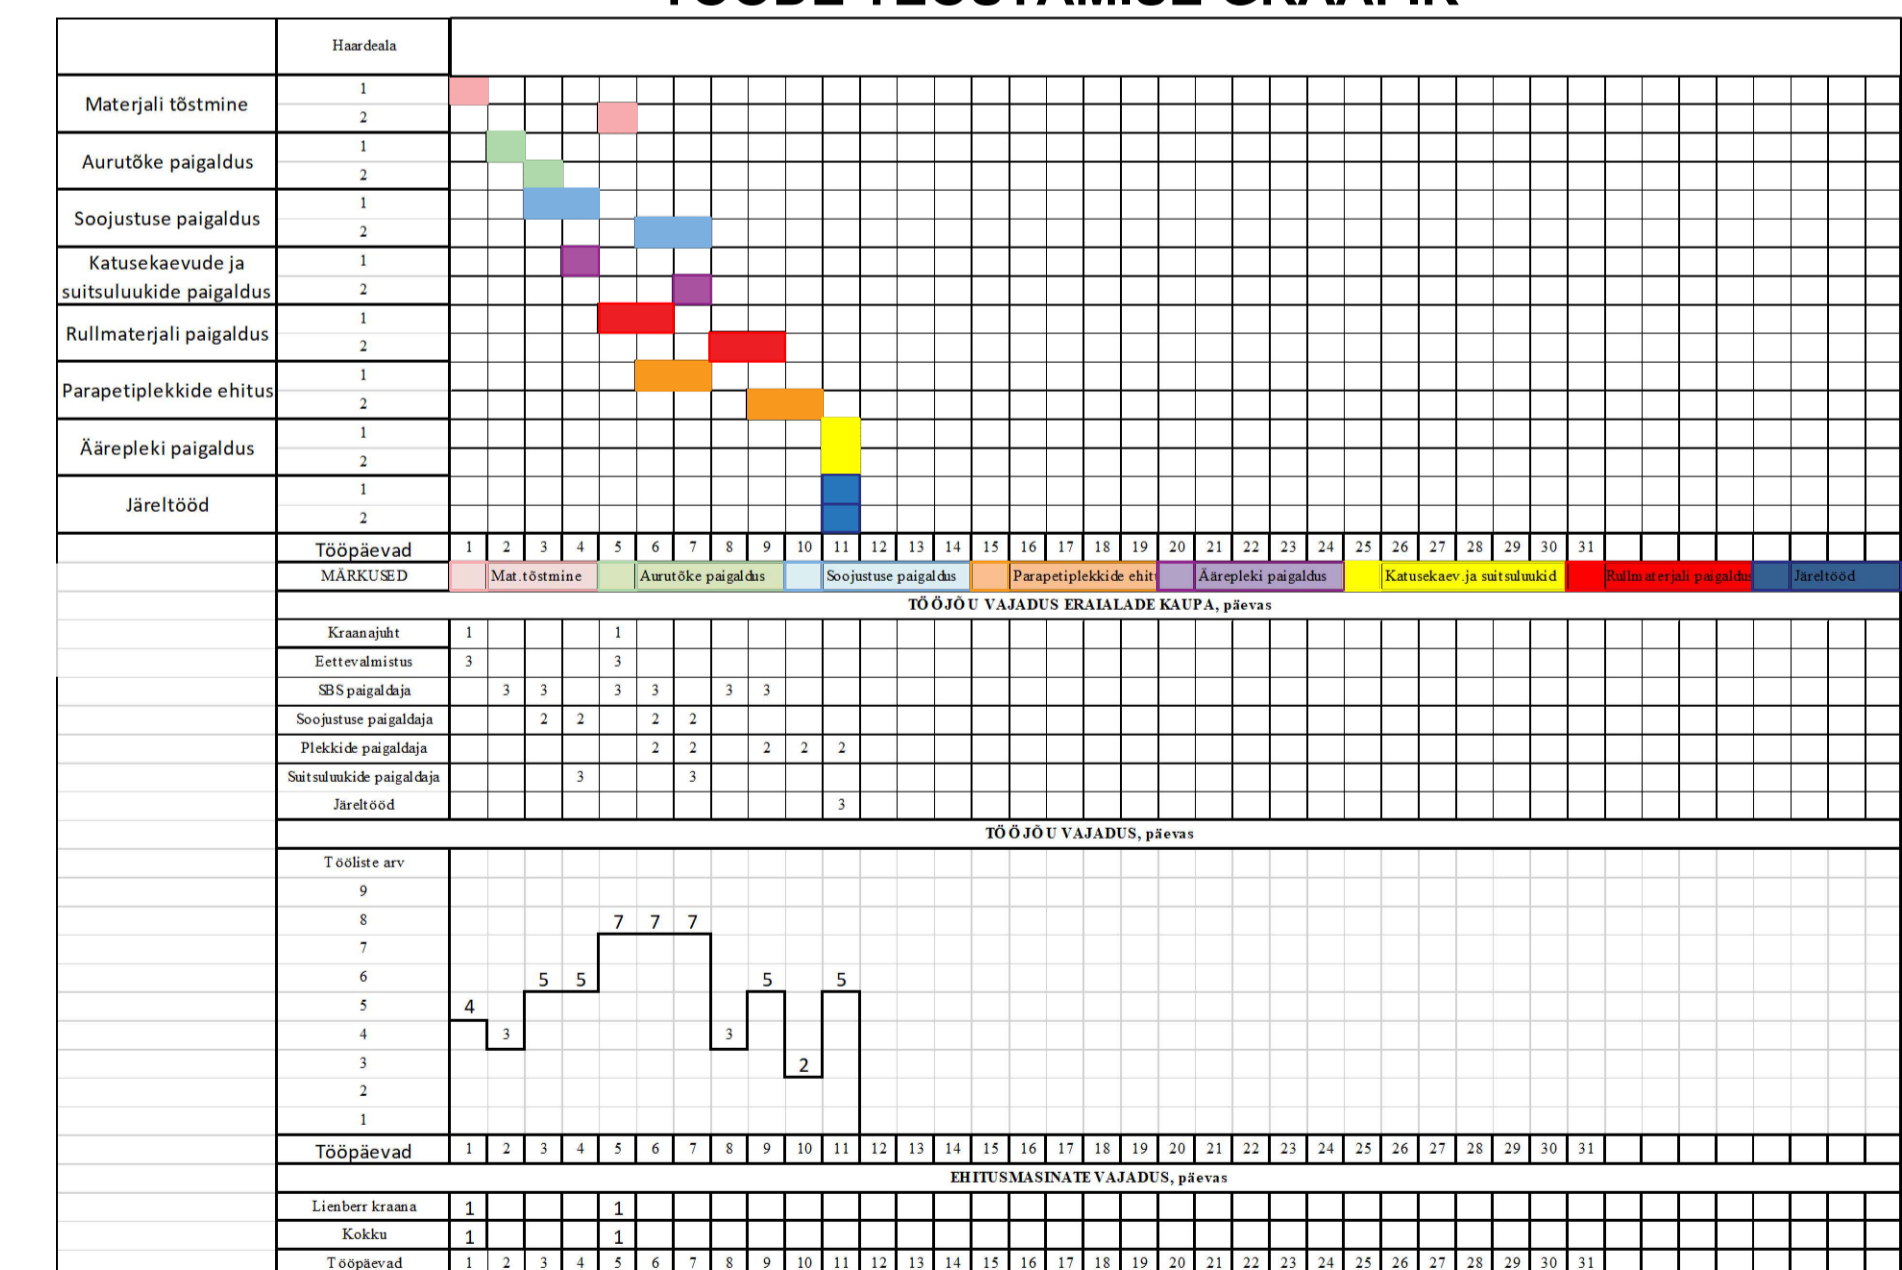 TÖÖDE TEOSTAMISE GRAAFIK
Haardeala
Materjali tõstmine
1
2
Aurutõke paigaldus
1
2
Soojustuse paigaldus
1
2
Katusekaevude ja
suitsuluukide paigaldus
1
2
Rullmaterjali paigaldus
1
2
Parapetiplekkide ehitus
1
2
Äärepleki paigaldus
1
2
Järeltööd
1
2
Tööpäevad 1 2 3 4 5 6 7 8 9 10 11 12 13 14 15 16 17 18 19 20 21 22 23 24 25 26 27 28 29 30 31
MÄRKUSED Mat.tõstmine Aurutõke paigaldus Soojustuse paigaldus Parapetiplekkide ehit Äärepleki paigaldus Katusekaev.ja suitsuluukid Rullmaterjali paigaldus Järeltööd
TÖÖJÕU VAJADUS ERAIALADE KAUPA, päevas
Kraanajuht 1 1
Eettevalmistus 3 3
SBS paigaldaja 3 3 3 3 3 3
Soojustuse paigaldaja 2 2 2 2
Plekkide paigaldaja 2 2 2 2 2
Suitsuluukide paigaldaja 3 3
Järeltööd 3
TÖÖJÕU VAJADUS, päevas
Tööliste arv
9
8 7 7 7
7
6 5 5 5 5
5 4
4 3 3
3 2
2
1
Tööpäevad 1 2 3 4 5 6 7 8 9 10 11 12 13 14 15 16 17 18 19 20 21 22 23 24 25 26 27 28 29 30 31
EHITUSMASINATE VAJADUS, päevas
Lienberr kraana 1 1
Kokku 1 1
Tööpäevad 1 2 3 4 5 6 7 8 9 10 11 12 13 14 15 16 17 18 19 20 21 22 23 24 25 26 27 28 29 30 31